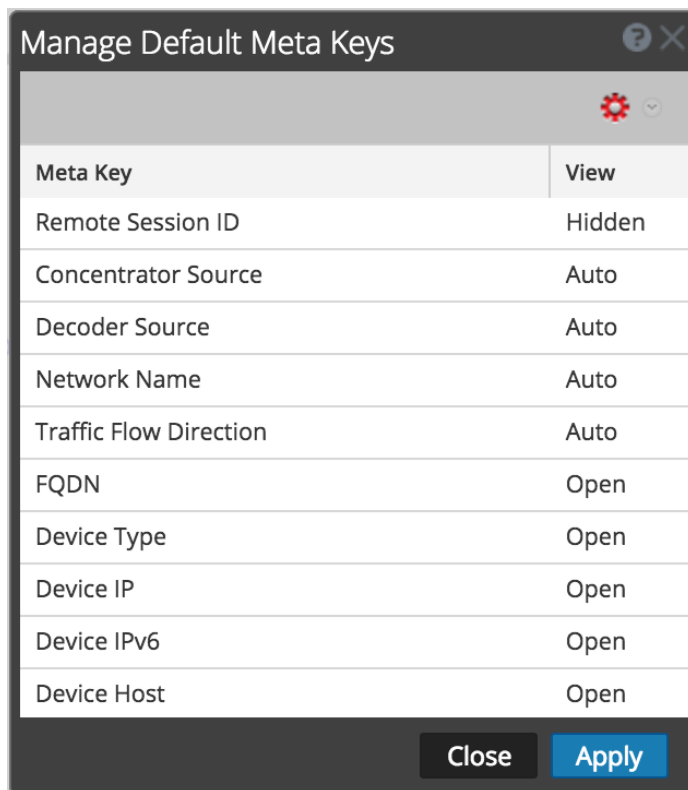 Manage Default Meta Keys
Meta Key View
Remote Session ID Hidden
Concentrator Source Auto
Decoder Source Auto
Network Name Auto
Traffic Flow Direction Auto
FQDN Open
Device Type Open
Device IP Open
Device IPv6 Open
Device Host Open
Close Apply